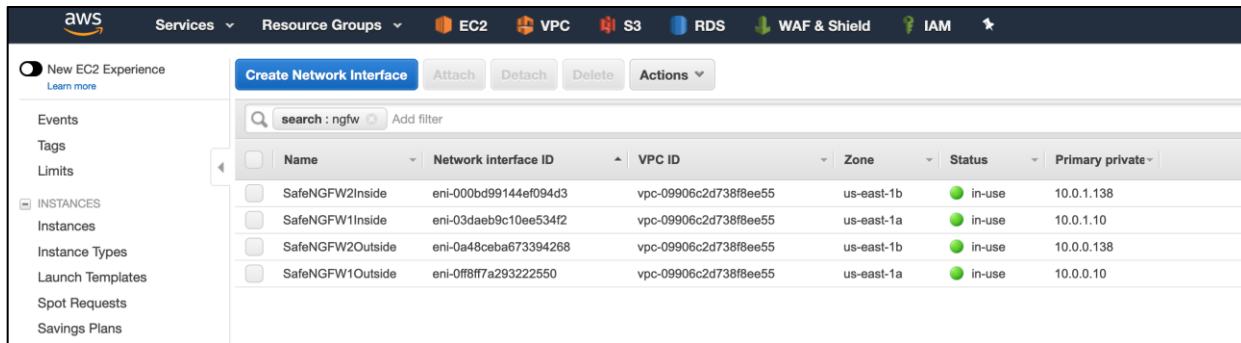 aws Services Resource Groups EC2 VPC S3 RDS WAF & Shield IAM
New EC2 Experience
Learn more
Events
Tags
Limits
INSTANCES
Instances
Instance Types
Launch Templates
Spot Requests
Savings Plans
Create Network Interface Attach Detach Delete Actions
search : ngfw Add filter
Name Network interface ID VPC ID Zone Status Primary private
SafeNGFW2Inside eni-000bd99144ef094d3 vpc-09906c2d738f8ee55 us-east-1b in-use 10.0.1.138
SafeNGFW1Inside eni-03daeb9c10ee534f2 vpc-09906c2d738f8ee55 us-east-1a in-use 10.0.1.10
SafeNGFW2Outside eni-0a48ceba673394268 vpc-09906c2d738f8ee55 us-east-1b in-use 10.0.0.138
SafeNGFW1Outside eni-0ff8ff7a293222550 vpc-09906c2d738f8ee55 us-east-1a in-use 10.0.0.10